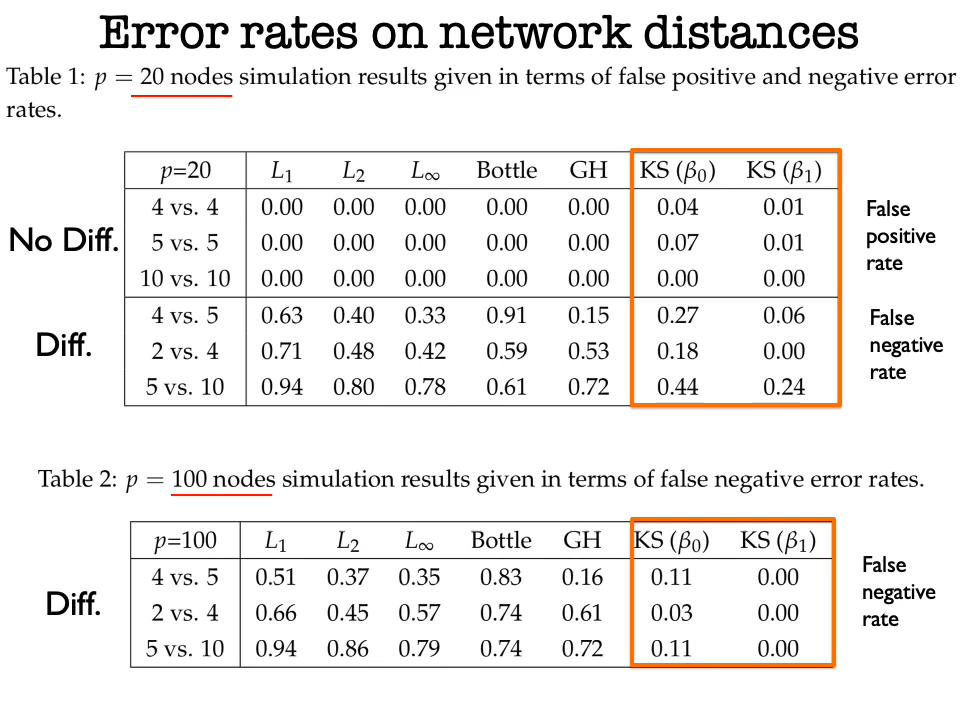 Error rates on network distances
Table 1: p = 20 nodes simulation results given in terms of false positive and negative error
rates.
p=20 L₁ L₂ L∞ Bottle GH KS (β₀) KS (β₁)
No Diff.
4 vs. 4 0.00 0.00 0.00 0.00 0.00 0.04 0.01
5 vs. 5 0.00 0.00 0.00 0.00 0.00 0.07 0.01
10 vs. 10 0.00 0.00 0.00 0.00 0.00 0.00 0.00
False
positive
rate
Diff.
4 vs. 5 0.63 0.40 0.33 0.91 0.15 0.27 0.06
2 vs. 4 0.71 0.48 0.42 0.59 0.53 0.18 0.00
5 vs. 10 0.94 0.80 0.78 0.61 0.72 0.44 0.24
False
negative
rate
Table 2: p = 100 nodes simulation results given in terms of false negative error rates.
p=100 L₁ L₂ L∞ Bottle GH KS (β₀) KS (β₁)
Diff.
4 vs. 5 0.51 0.37 0.35 0.83 0.16 0.11 0.00
2 vs. 4 0.66 0.45 0.57 0.74 0.61 0.03 0.00
5 vs. 10 0.94 0.86 0.79 0.74 0.72 0.11 0.00
False
negative
rate